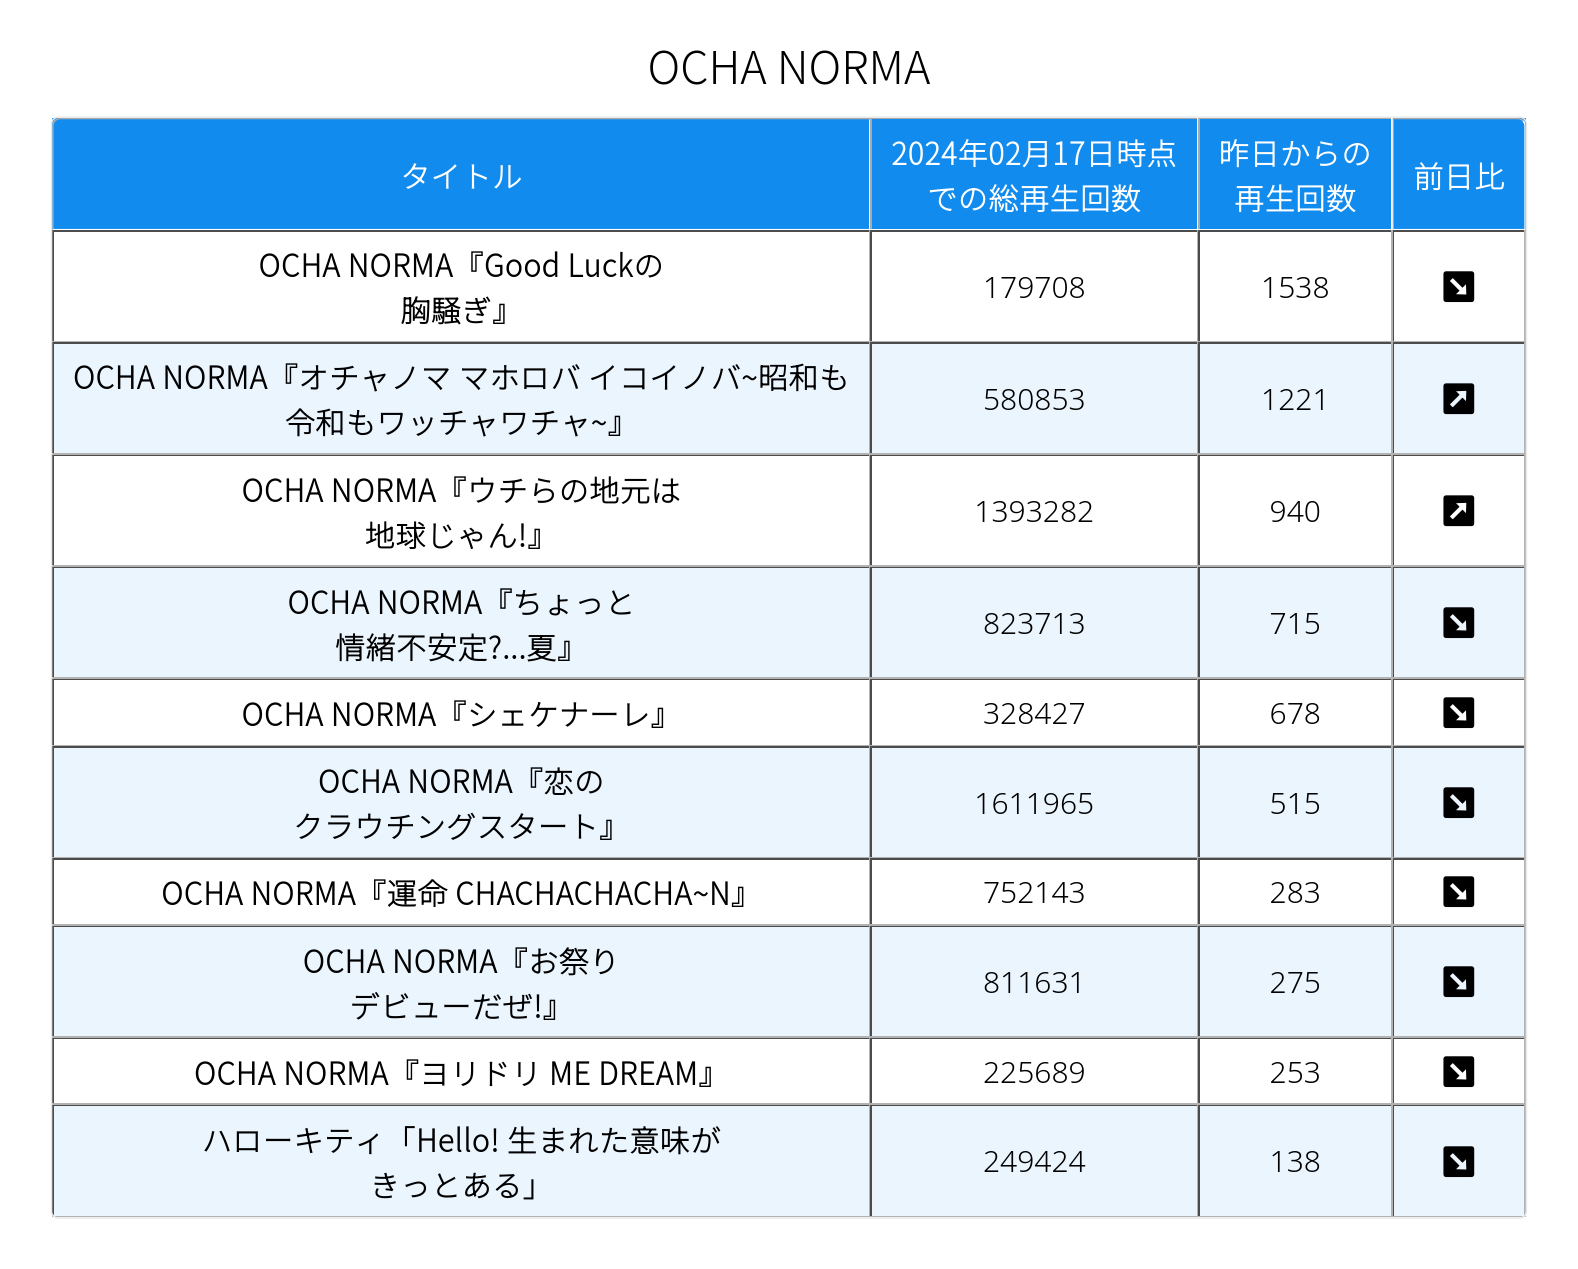 OCHA NORMA
タイトル
2024年02月17日時点
での総再生回数
昨日からの
再生回数
前日比
OCHA NORMA『Good Luckの
胸騒ぎ』
179708
1538
OCHA NORMA『オチャノマ マホロバ イコイノバ~昭和も
令和もワッチャワチャ~』
580853
1221
OCHA NORMA『ウチらの地元は
地球じゃん!』
1393282
940
OCHA NORMA『ちょっと
情緒不安定?...夏』
823713
715
OCHA NORMA『シェケナーレ』
328427
678
OCHA NORMA『恋の
クラウチングスタート』
1611965
515
OCHA NORMA『運命 CHACHACHACHA~N』
752143
283
OCHA NORMA『お祭り
デビューだぜ!』
811631
275
OCHA NORMA『ヨリドリ ME DREAM』
225689
253
ハローキティ「Hello! 生まれた意味が
きっとある」
249424
138